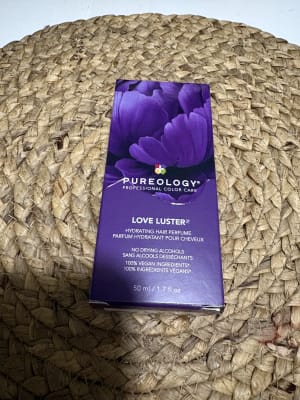 PUREOLOGY®
PROFESSIONAL COLOR CARE
LOVE LUSTER
HYDRATING HAIR PERFUME
PARFUM HYDRATANT POUR CHEVEUX
NO DRYING ALCOHOLS
SANS ALCOOLS DESSÉCHANTS
100% VEGAN INGREDIENTS*
100% INGRÉDIENTS VÉGANS*
50 ml / 1.7 fl.oz